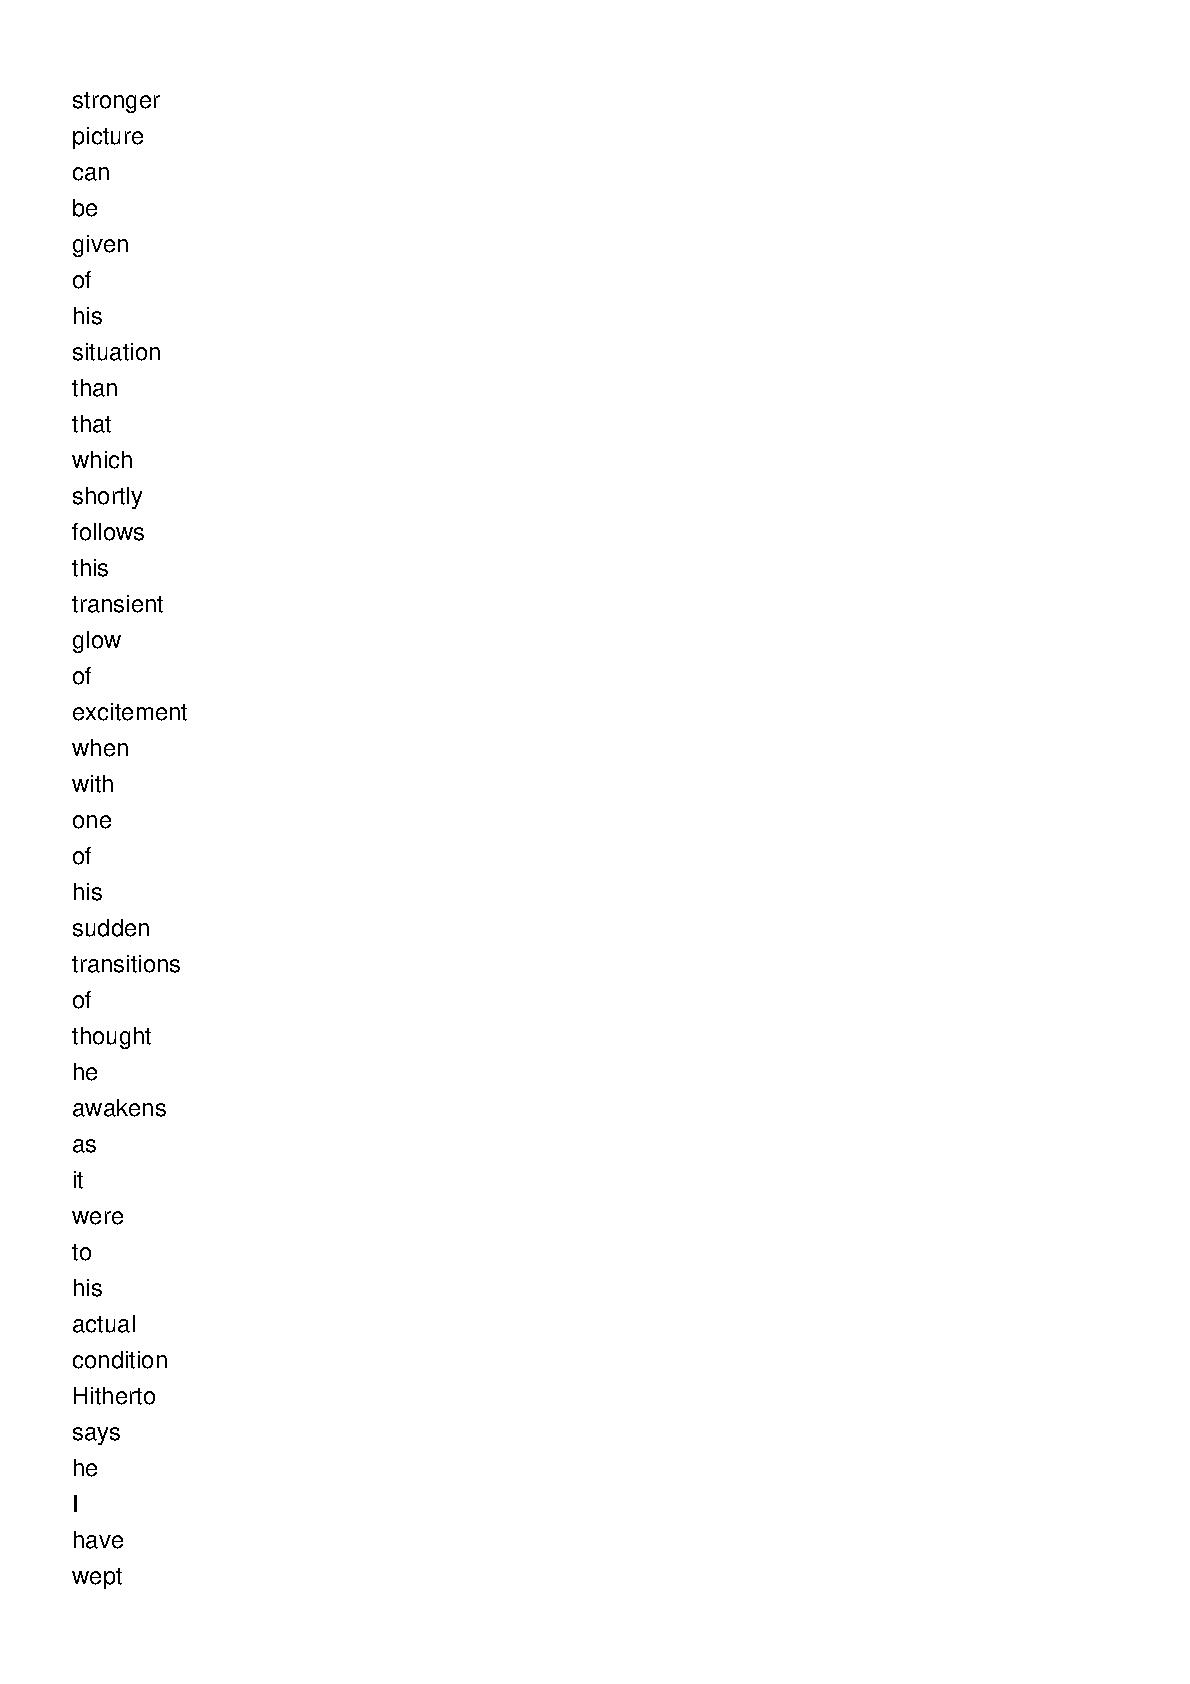 stronger
picture
can
be
given
of
his
situation
than
that
which
shortly
follows
this
transient
glow
of
excitement
when
with
one
of
his
sudden
transitions
of
thought
he
awakens
as
it
were
to
his
actual
condition
Hitherto
says
he
I
have
wept